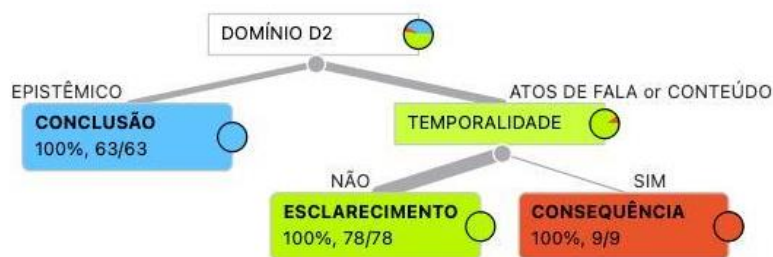 DOMÍNIO D2
EPISTÊMICO
ATOS DE FALA or CONTEÚDO
CONCLUSÃO
100%, 63/63
TEMPORALIDADE
NÃO
SIM
ESCLARECIMENTO
100%, 78/78
CONSEQUÊNCIA
100%, 9/9